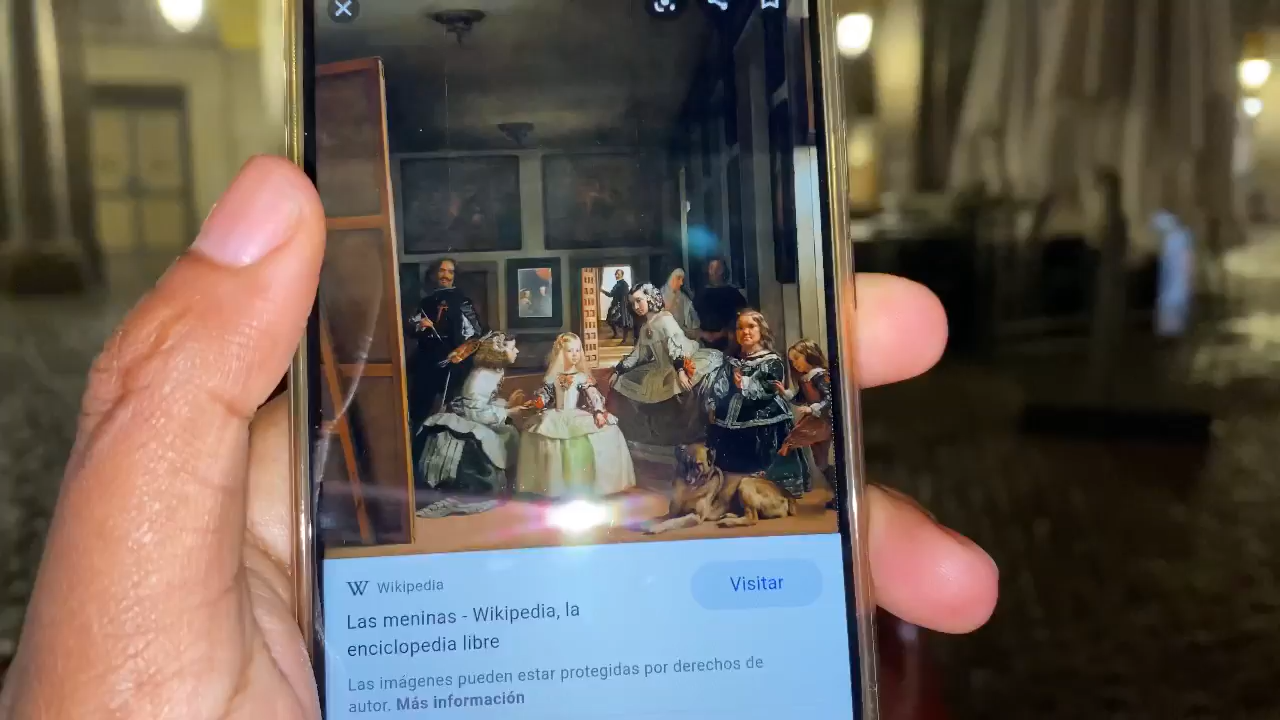 W Wikipedia
Visitar
Las meninas - Wikipedia, la
enciclopedia libre
Las imágenes pueden estar protegidas por derechos de
autor. Más información